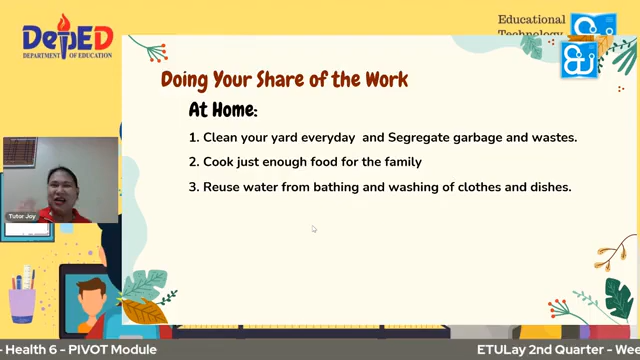 DepED
DEPARTMENT OF EDUCATION
Educational
Technology
Doing Your Share of the Work
At Home:
1. Clean your yard everyday and Segregate garbage and wastes.
2. Cook just enough food for the family
3. Reuse water from bathing and washing of clothes and dishes.
Tutor Joy
- Health 6 - PIVOT Module
ETULay 2nd Quarter - Wee